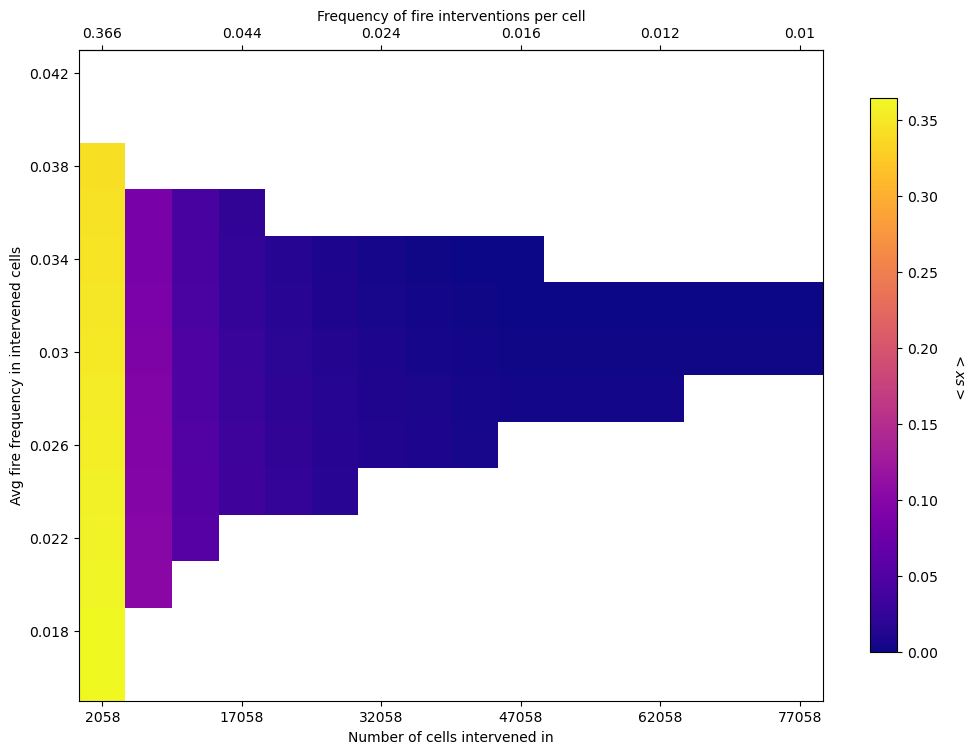 Frequency of fire interventions per cell
0.366 0.044 0.024 0.016 0.012 0.01
0.042
0.038
0.034
0.03
0.026
0.022
0.018
Avg fire frequency in intervened cells
2058 17058 32058 47058 62058 77058
Number of cells intervened in
0.35
0.30
0.25
0.20
0.15
0.10
0.05
0.00
< sx >